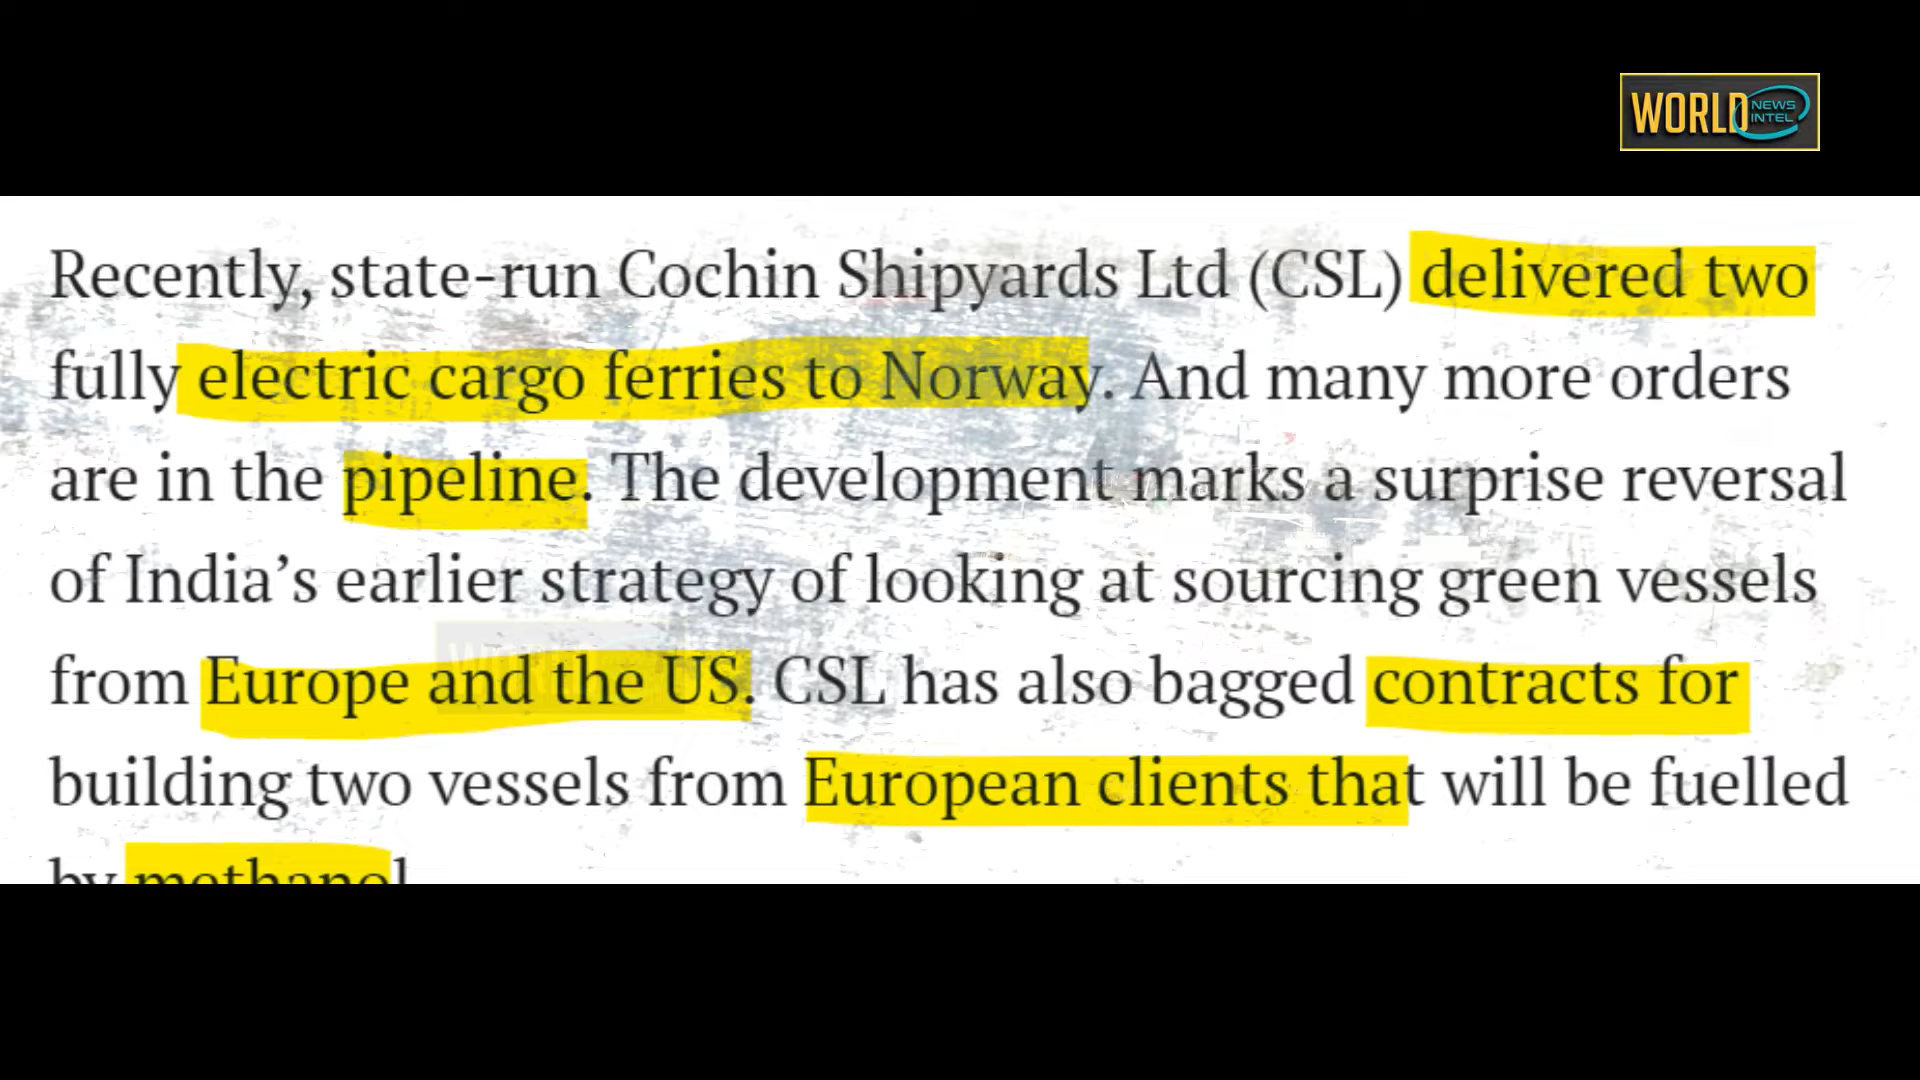 WORLD NEWS INTEL
Recently, state-run Cochin Shipyards Ltd (CSL) delivered two
fully electric cargo ferries to Norway. And many more orders
are in the pipeline. The development marks a surprise reversal
of India’s earlier strategy of looking at sourcing green vessels
from Europe and the US. CSL has also bagged contracts for
building two vessels from European clients that will be fuelled
by methanol